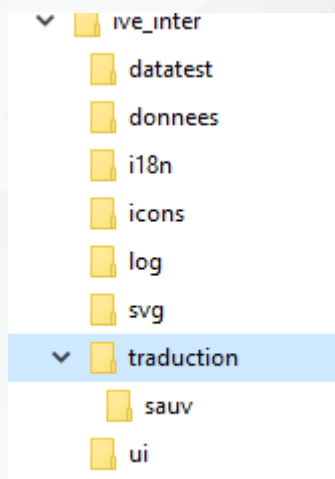 ive_inter
datatest
donnees
i18n
icons
log
svg
traduction
sauv
ui